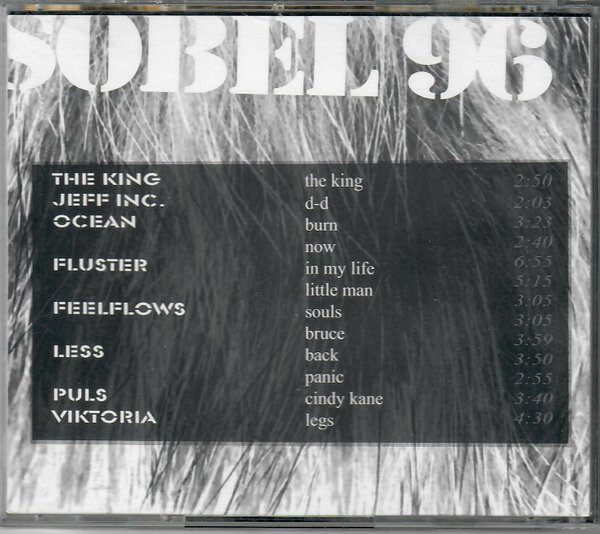 SOBEL 96
THE KING the king 2:50
JEFF INC. d-d 2:03
OCEAN burn 3:23
now 2:40
FLUSTER in my life 6:55
little man 5:15
FEELFLOWS souls 3:05
bruce 3:05
3:59
LESS back 3:50
panic 2:55
PULS cindy kane 3:40
VIKTORIA legs 4:30